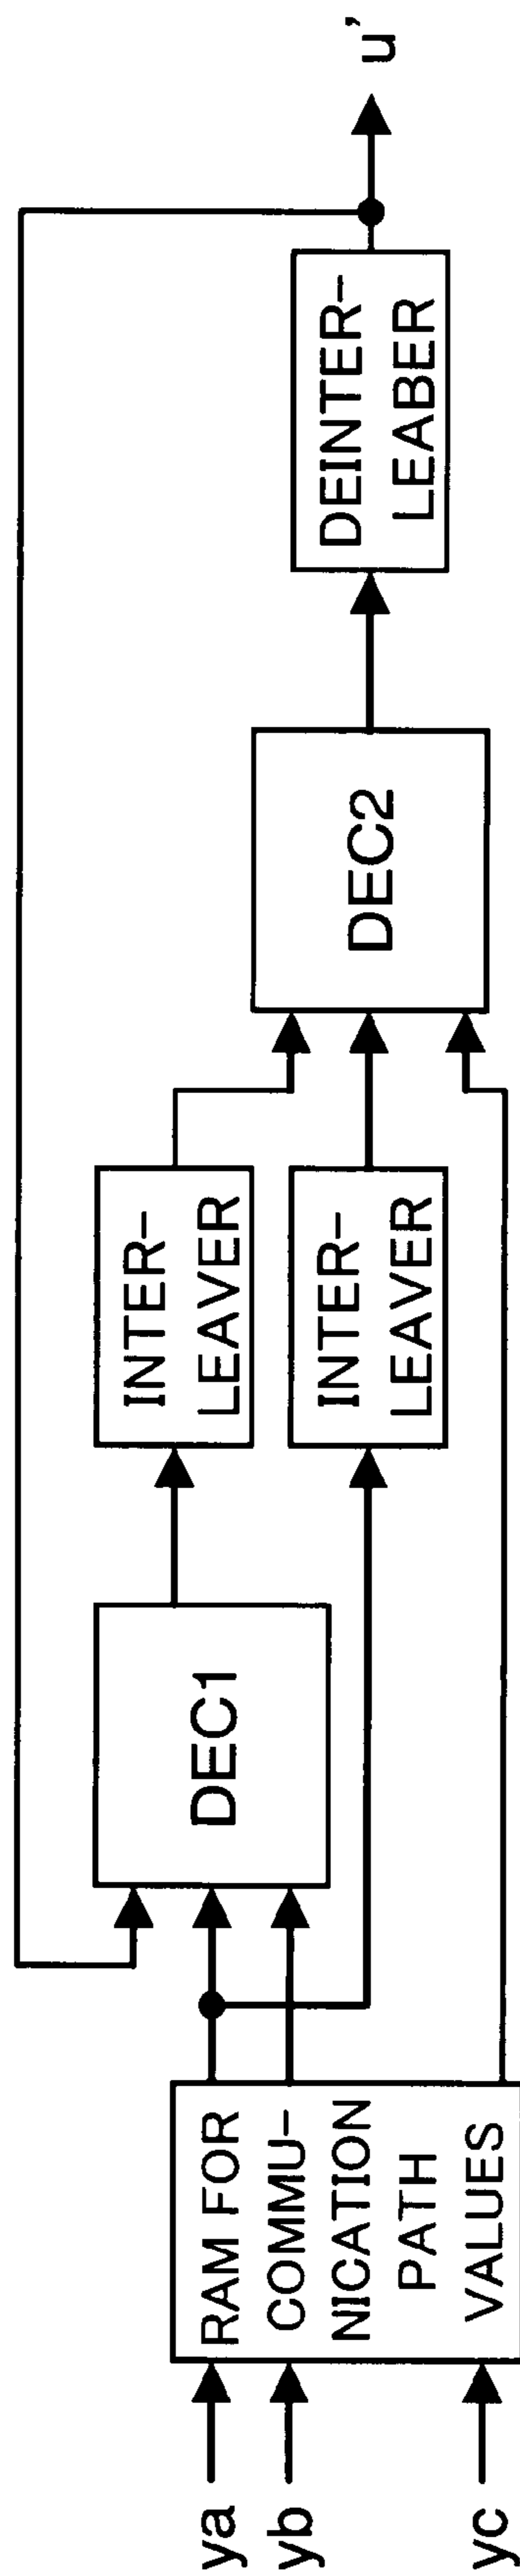 ya
yb
yc
RAM FOR
COMMU-
NICATION
PATH
VALUES
DEC1
INTER-
LEAVER
INTER-
LEAVER
DEC2
DEINTER-
LEABER
u'